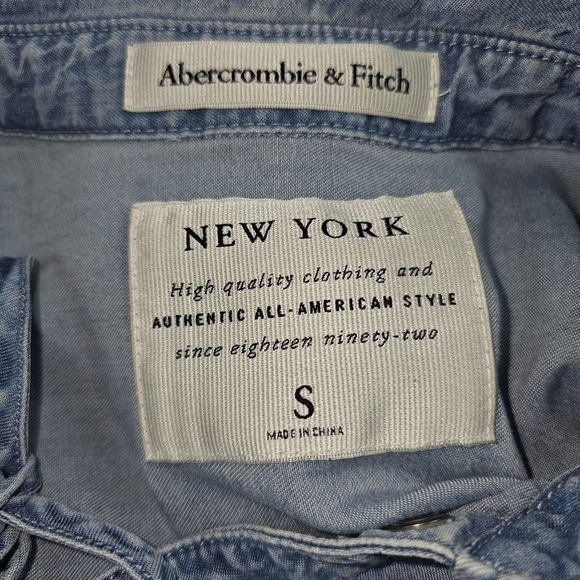 Abercrombie & Fitch
NEW YORK
High quality clothing and
AUTHENTIC ALL-AMERICAN STYLE
since eighteen ninety-two
S
MADE IN CHINA